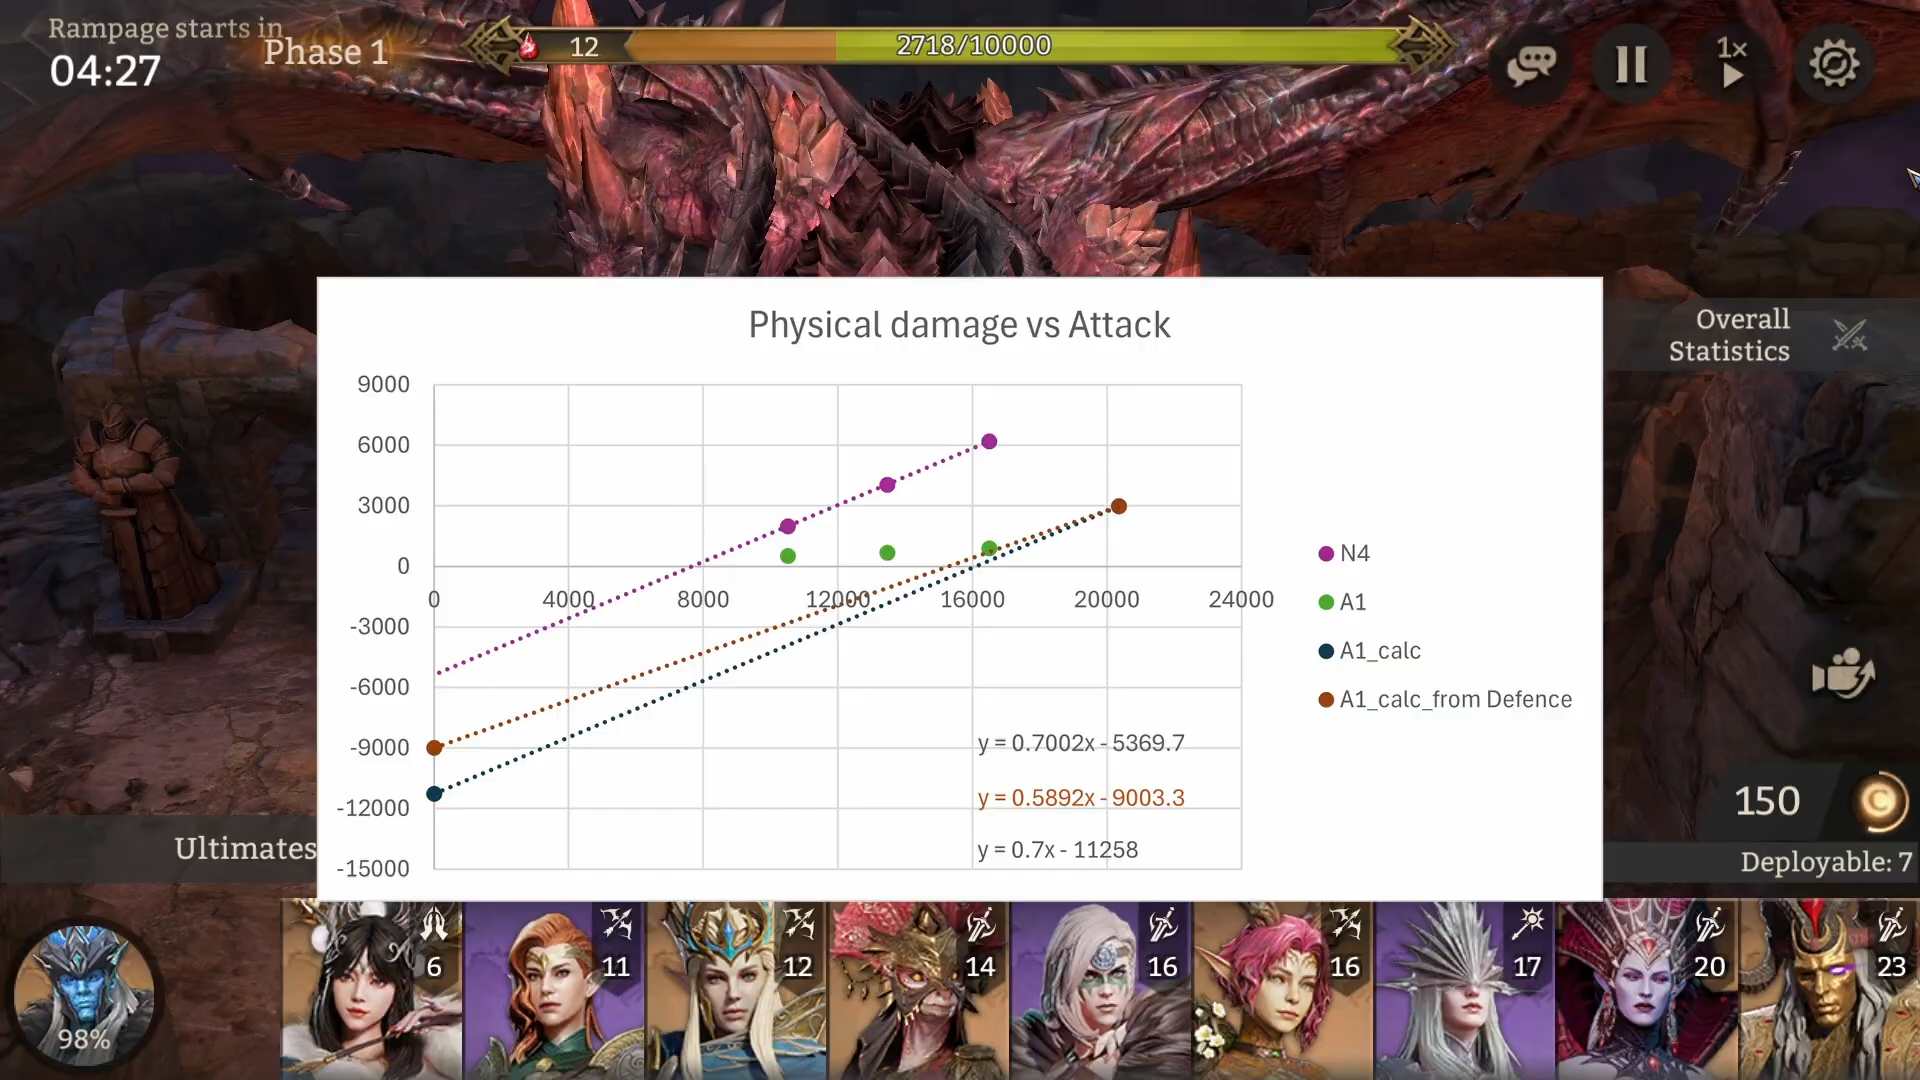 Rampage starts in
04:27
Phase 1
12
2718/10000
1×
Physical damage vs Attack
9000
6000
3000
0
-3000
-6000
-9000
-12000
-15000
0
4000
8000
12000
16000
20000
24000
y = 0.7002x - 5369.7
y = 0.5892x - 9003.3
y = 0.7x - 11258
N4
A1
A1_calc
A1_calc_from Defence
Overall
Statistics
150
C
Deployable: 7
Ultimates
98%
6
11
12
14
16
16
17
20
23